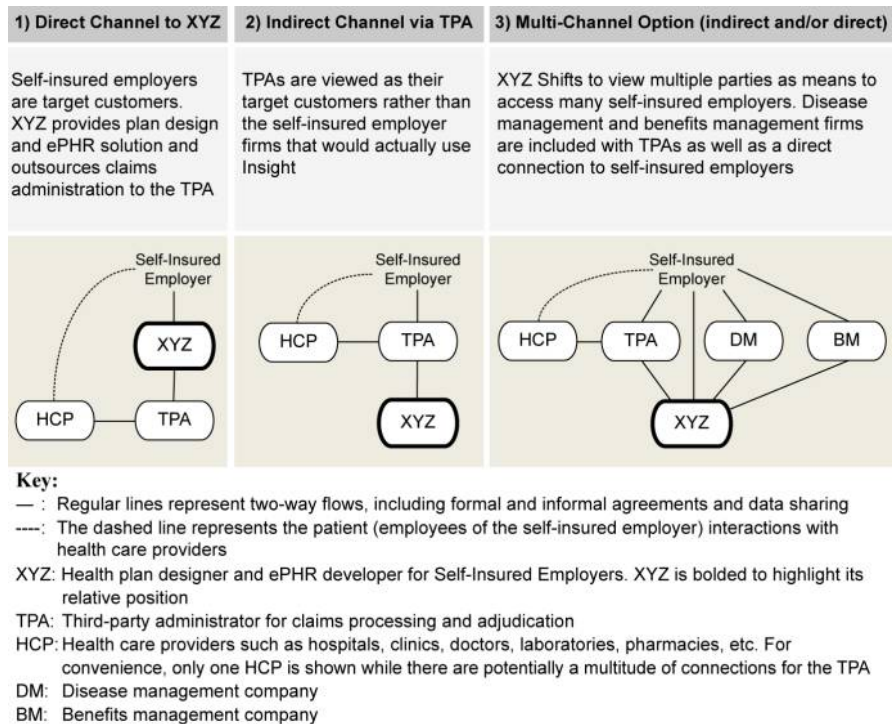 1) Direct Channel to XYZ
2) Indirect Channel via TPA
3) Multi-Channel Option (indirect and/or direct)
Self-insured employers
are target customers.
XYZ provides plan design
and ePHR solution and
outsources claims
administration to the TPA
TPAs are viewed as their
target customers rather than
the self-insured employer
firms that would actually use
Insight
XYZ Shifts to view multiple parties as means to
access many self-insured employers. Disease
management and benefits management firms
are included with TPAs as well as a direct
connection to self-insured employers
Self-Insured
Employer
XYZ
HCP
TPA
Self-Insured
Employer
HCP
TPA
XYZ
Self-Insured
Employer
HCP
TPA
DM
BM
XYZ
Key:
— : Regular lines represent two-way flows, including formal and informal agreements and data sharing
----: The dashed line represents the patient (employees of the self-insured employer) interactions with
health care providers
XYZ: Health plan designer and ePHR developer for Self-Insured Employers. XYZ is bolded to highlight its
relative position
TPA: Third-party administrator for claims processing and adjudication
HCP: Health care providers such as hospitals, clinics, doctors, laboratories, pharmacies, etc. For
convenience, only one HCP is shown while there are potentially a multitude of connections for the TPA
DM: Disease management company
BM: Benefits management company